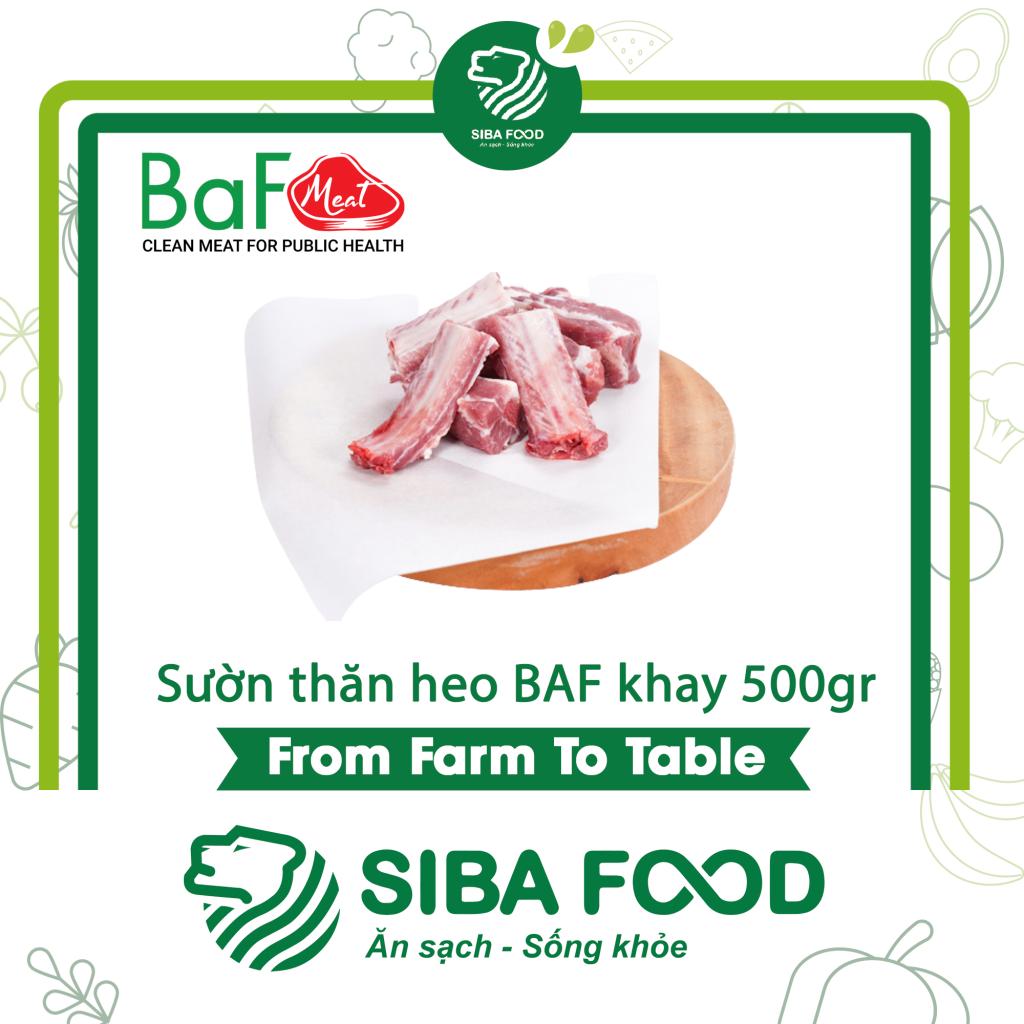 SIBA FOOD
Ăn sạch - Sống khỏe
BaF Meat
CLEAN MEAT FOR PUBLIC HEALTH
Sườn thăn heo BAF khay 500gr
From Farm To Table
SIBA FOOD
Ăn sạch - Sống khỏe